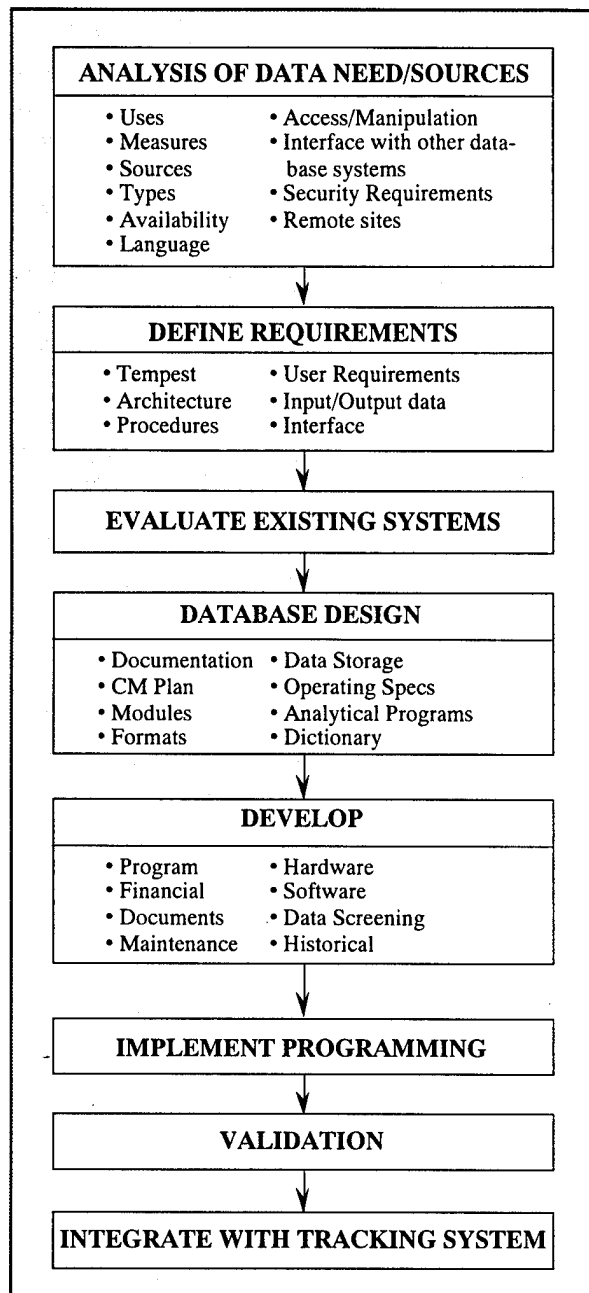 ANALYSIS OF DATA NEED/SOURCES
• Uses
• Measures
• Sources
• Types
• Availability
• Language
• Access/Manipulation
• Interface with other data-
base systems
• Security Requirements
• Remote sites
DEFINE REQUIREMENTS
• Tempest
• Architecture
• Procedures
• User Requirements
• Input/Output data
• Interface
EVALUATE EXISTING SYSTEMS
DATABASE DESIGN
• Documentation
• CM Plan
• Modules
• Formats
• Data Storage
• Operating Specs
• Analytical Programs
• Dictionary
DEVELOP
• Program
• Financial
• Documents
• Maintenance
• Hardware
• Software
• Data Screening
• Historical
IMPLEMENT PROGRAMMING
VALIDATION
INTEGRATE WITH TRACKING SYSTEM